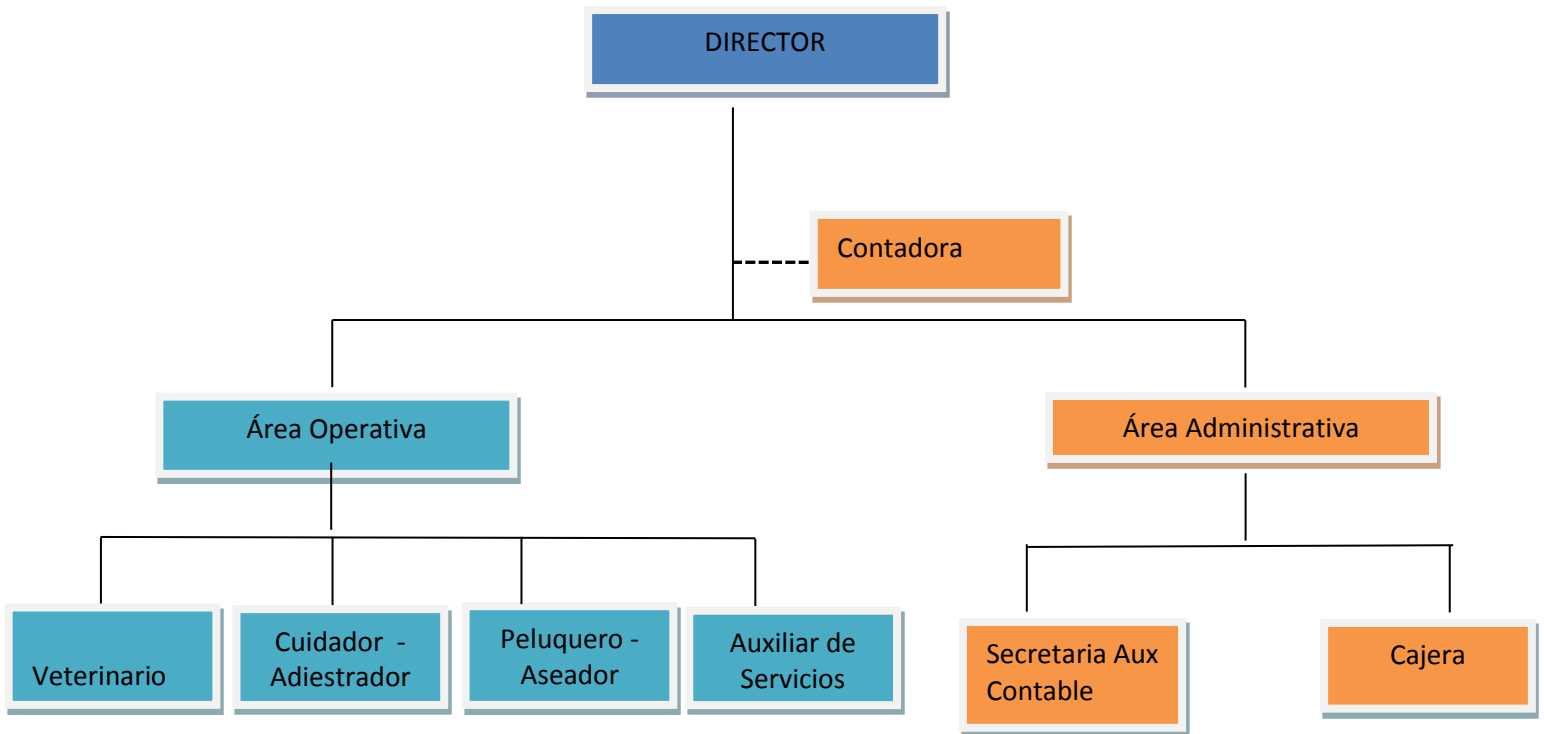 DIRECTOR
Contadora
Área Operativa
Área Administrativa
Veterinario
Cuidador - 
Adiestrador
Peluquero -
Aseador
Auxiliar de
Servicios
Secretaria Aux
Contable
Cajera